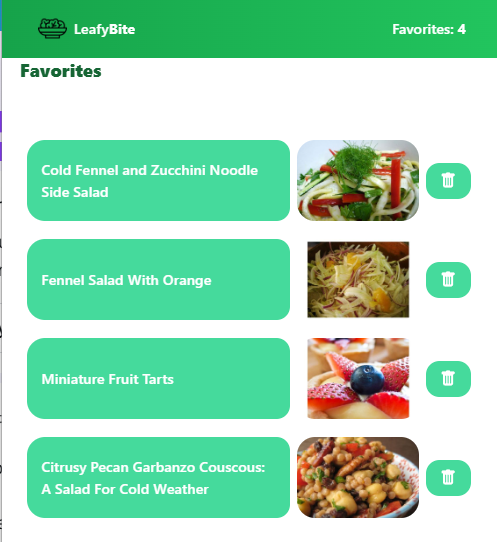 LeafyBite
Favorites: 4
Favorites
Cold Fennel and Zucchini Noodle
Side Salad
Fennel Salad With Orange
Miniature Fruit Tarts
Citrusy Pecan Garbanzo Couscous:
A Salad For Cold Weather